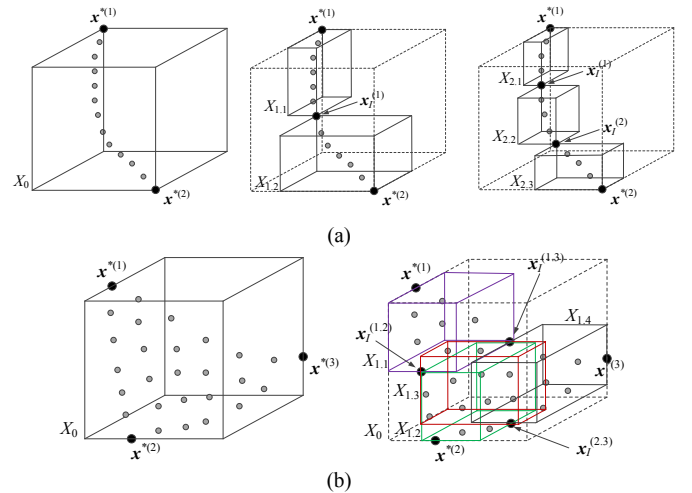 x*(1)
X0
x*(2)
x*(1)
X1.1
xI(1)
X1.2
x*(2)
x*(1)
X2.1
xI(1)
X2.2
xI(2)
X2.3
x*(2)
(a)
x*(1)
x*(3)
X0
x*(2)
x*(1)
xI(1.3)
xI(1.2)
X1.4
X1.1
x*(3)
X1.3
X0
X1.2
x*(2)
xI(2.3)
(b)